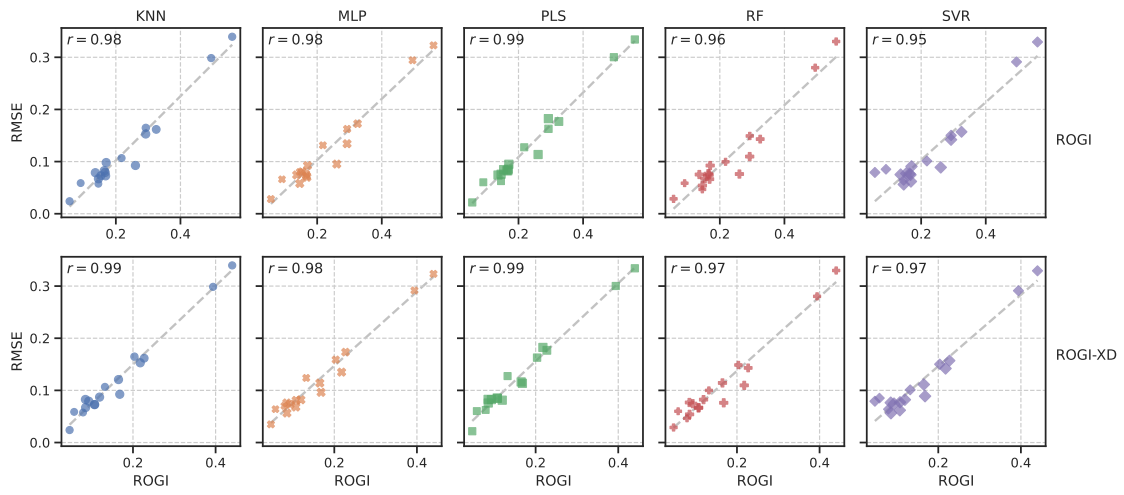 KNN MLP PLS RF SVR
r = 0.98 r = 0.98 r = 0.99 r = 0.96 r = 0.95
0.3
0.2
0.1
0.0
RMSE
ROGI
0.2 0.4 0.2 0.4 0.2 0.4 0.2 0.4 0.2 0.4
r = 0.99 r = 0.98 r = 0.99 r = 0.97 r = 0.97
0.3
0.2
0.1
0.0
RMSE
ROGI-XD
0.2 0.4 0.2 0.4 0.2 0.4 0.2 0.4 0.2 0.4
ROGI ROGI ROGI ROGI ROGI